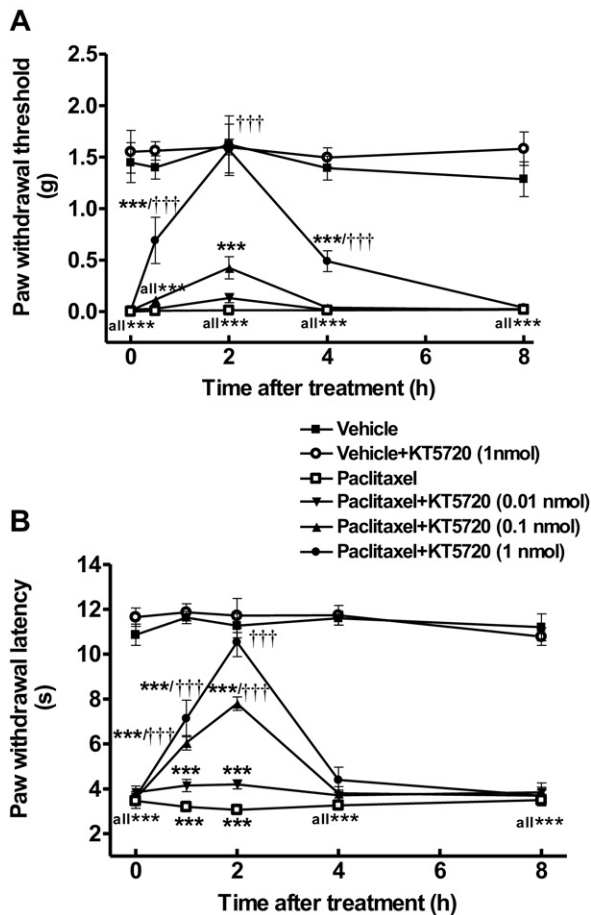 A
Paw withdrawal threshold
(g)
2.5
2.0
1.5
1.0
0.5
0.0
†††
***/†††
***
***/†††
all***
all***
all***
all***
all***
0
2
4
6
8
Time after treatment (h)
Vehicle
Vehicle+KT5720 (1nmol)
Paclitaxel
Paclitaxel+KT5720 (0.01 nmol)
Paclitaxel+KT5720 (0.1 nmol)
Paclitaxel+KT5720 (1 nmol)
B
Paw withdrawal latency
(s)
14
12
10
8
6
4
2
†††
***/†††
***/†††
***/†††
***
***
all***
***
***
all***
all***
0
2
4
6
8
Time after treatment (h)